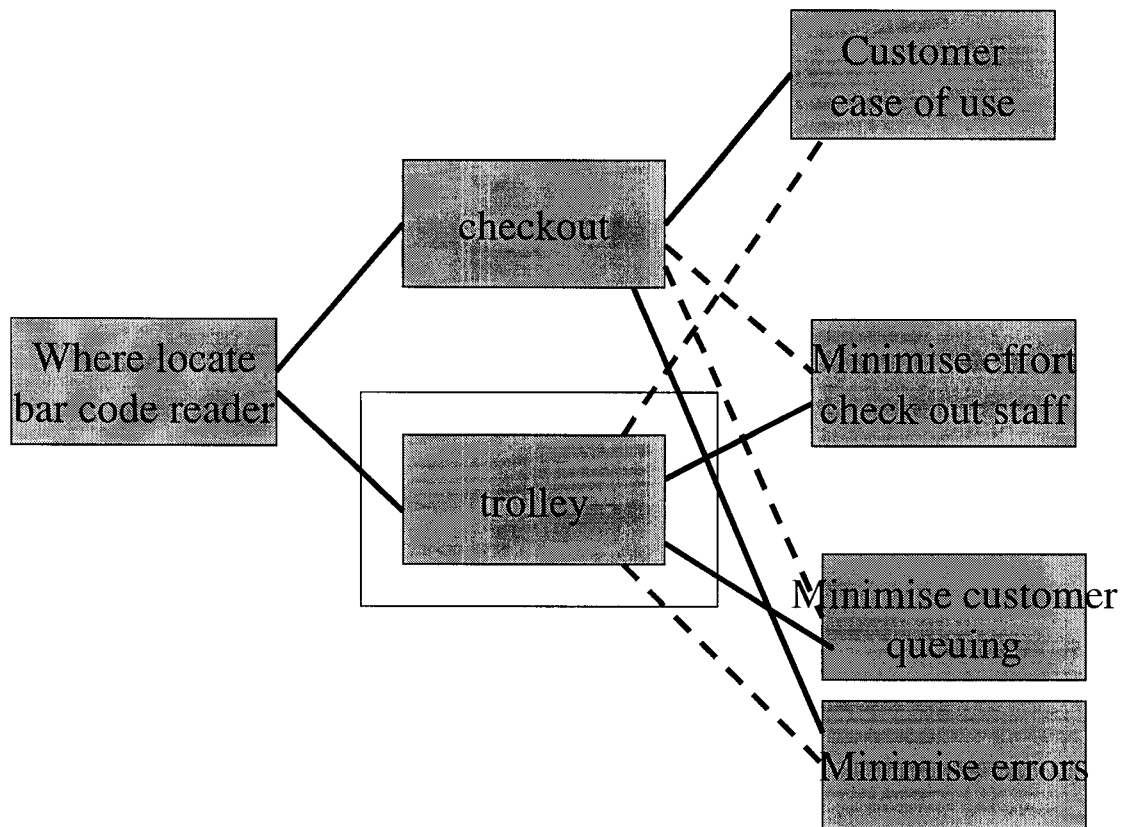 Customer
ease of use
checkout
Where locate
bar code reader
Minimise effort
check out staff
trolley
Minimise customer
queuing
Minimise errors